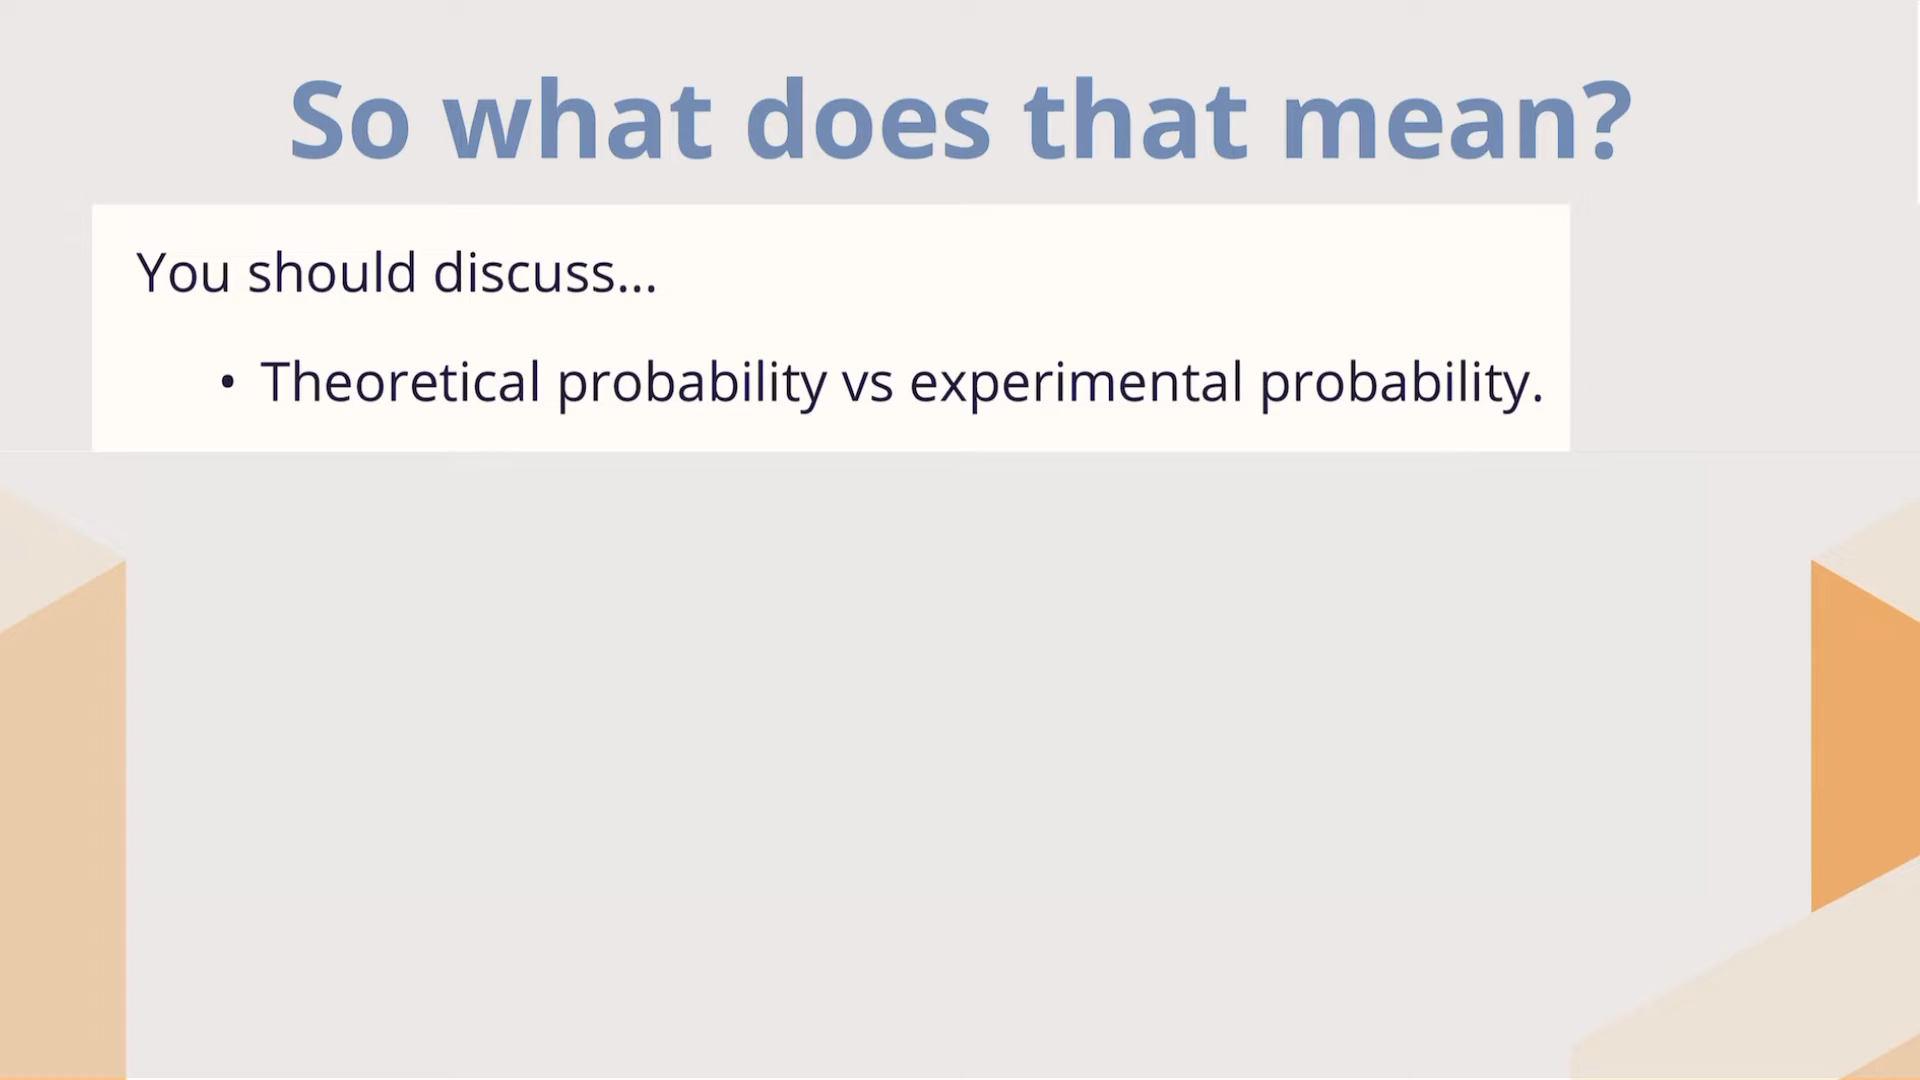 So what does that mean?
You should discuss...
• Theoretical probability vs experimental probability.